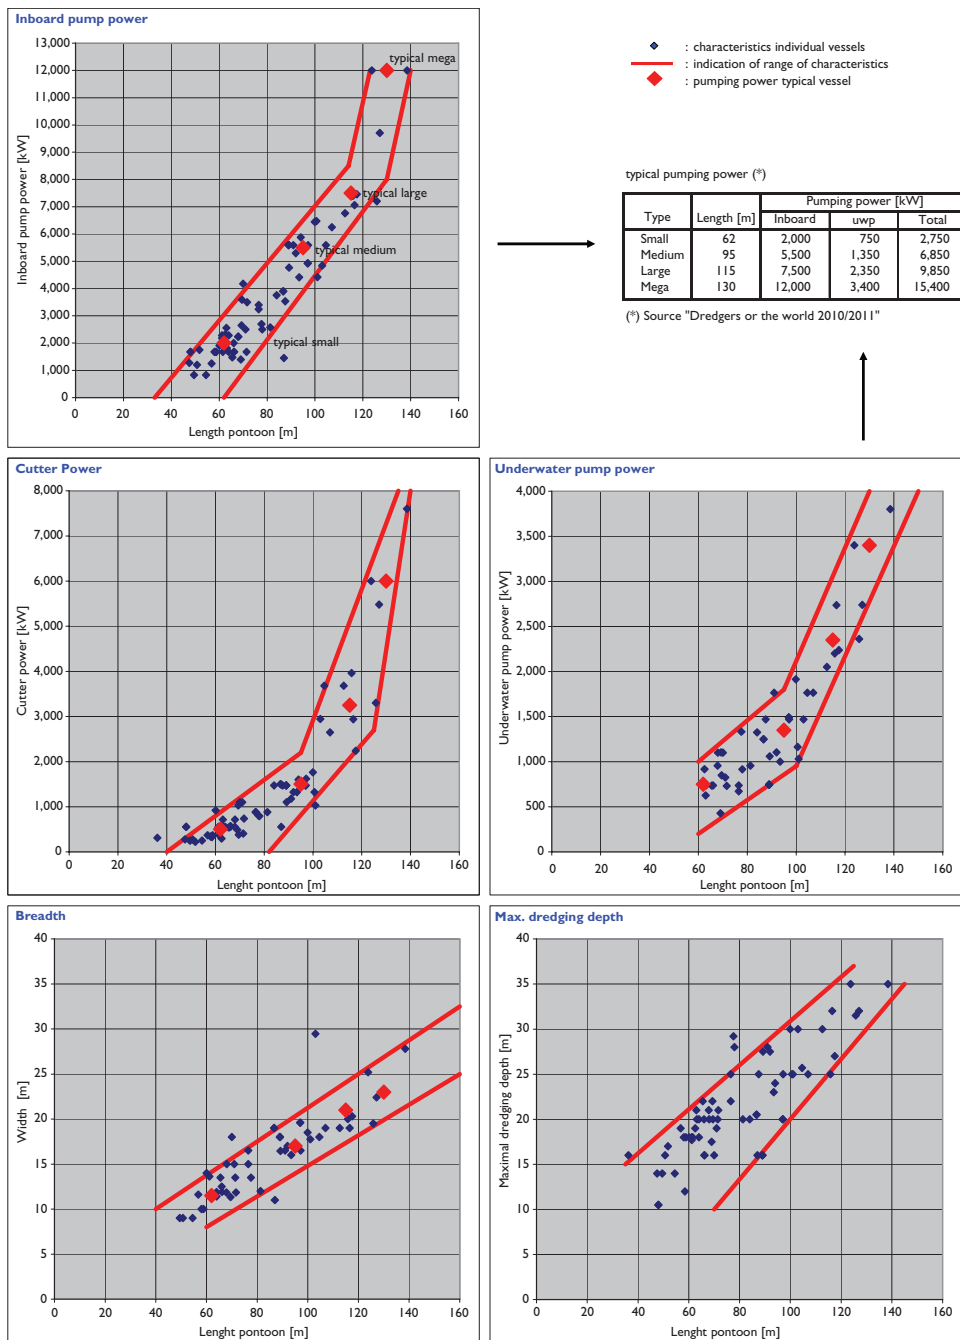 Inboard pump power
13,000
12,000
11,000
10,000
9,000
8,000
7,000
6,000
5,000
4,000
3,000
2,000
1,000
0
Inboard pump power [kW]
typical mega
typical large
typical medium
typical small
0 20 40 60 80 100 120 140 160
Length pontoon [m]
: characteristics individual vessels
: indication of range of characteristics
: pumping power typical vessel
typical pumping power (*)
Pumping power [kW]
Type Length [m] Inboard uwp Total
Small 62 2,000 750 2,750
Medium 95 5,500 1,350 6,850
Large 115 7,500 2,350 9,850
Mega 130 12,000 3,400 15,400
(*) Source "Dredgers or the world 2010/2011"
Cutter Power
8,000
7,000
6,000
5,000
4,000
3,000
2,000
1,000
0
Cutter power [kW]
0 20 40 60 80 100 120 140 160
Lenght pontoon [m]
Underwater pump power
4,000
3,500
3,000
2,500
2,000
1,500
1,000
500
0
Underwater pump power [kW]
0 20 40 60 80 100 120 140 160
Lenght pontoon [m]
Breadth
40
35
30
25
20
15
10
5
0
Width [m]
0 20 40 60 80 100 120 140 160
Lenght pontoon [m]
Max. dredging depth
40
35
30
25
20
15
10
5
0
Maximal dredging depth [m]
0 20 40 60 80 100 120 140 160
Lenght pontoon [m]